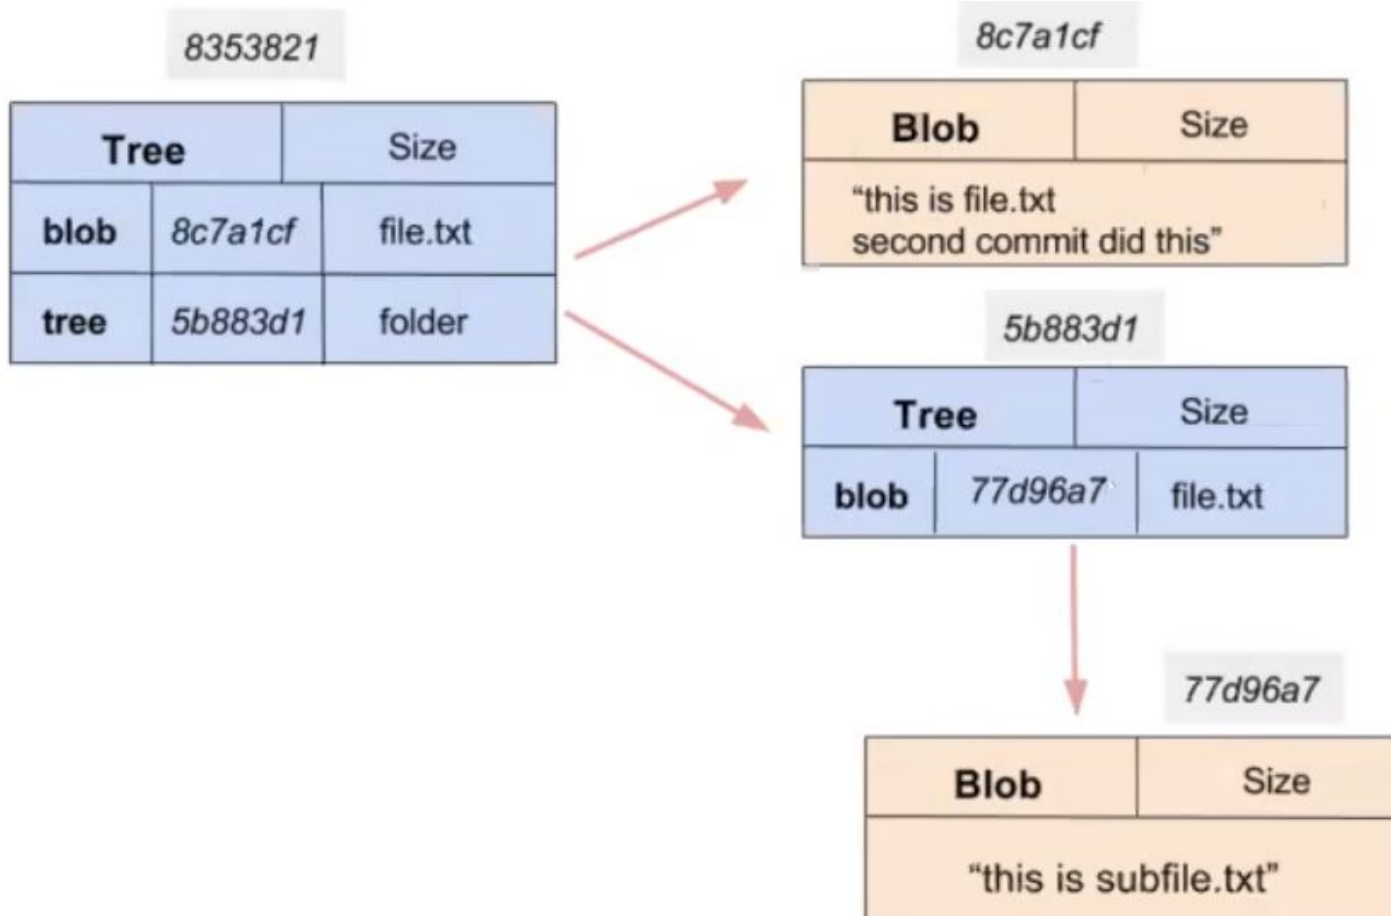 8353821
Tree Size
blob 8c7a1cf file.txt
tree 5b883d1 folder
8c7a1cf
Blob Size
“this is file.txt
second commit did this”
5b883d1
Tree Size
blob 77d96a7 file.txt
77d96a7
Blob Size
“this is subfile.txt”